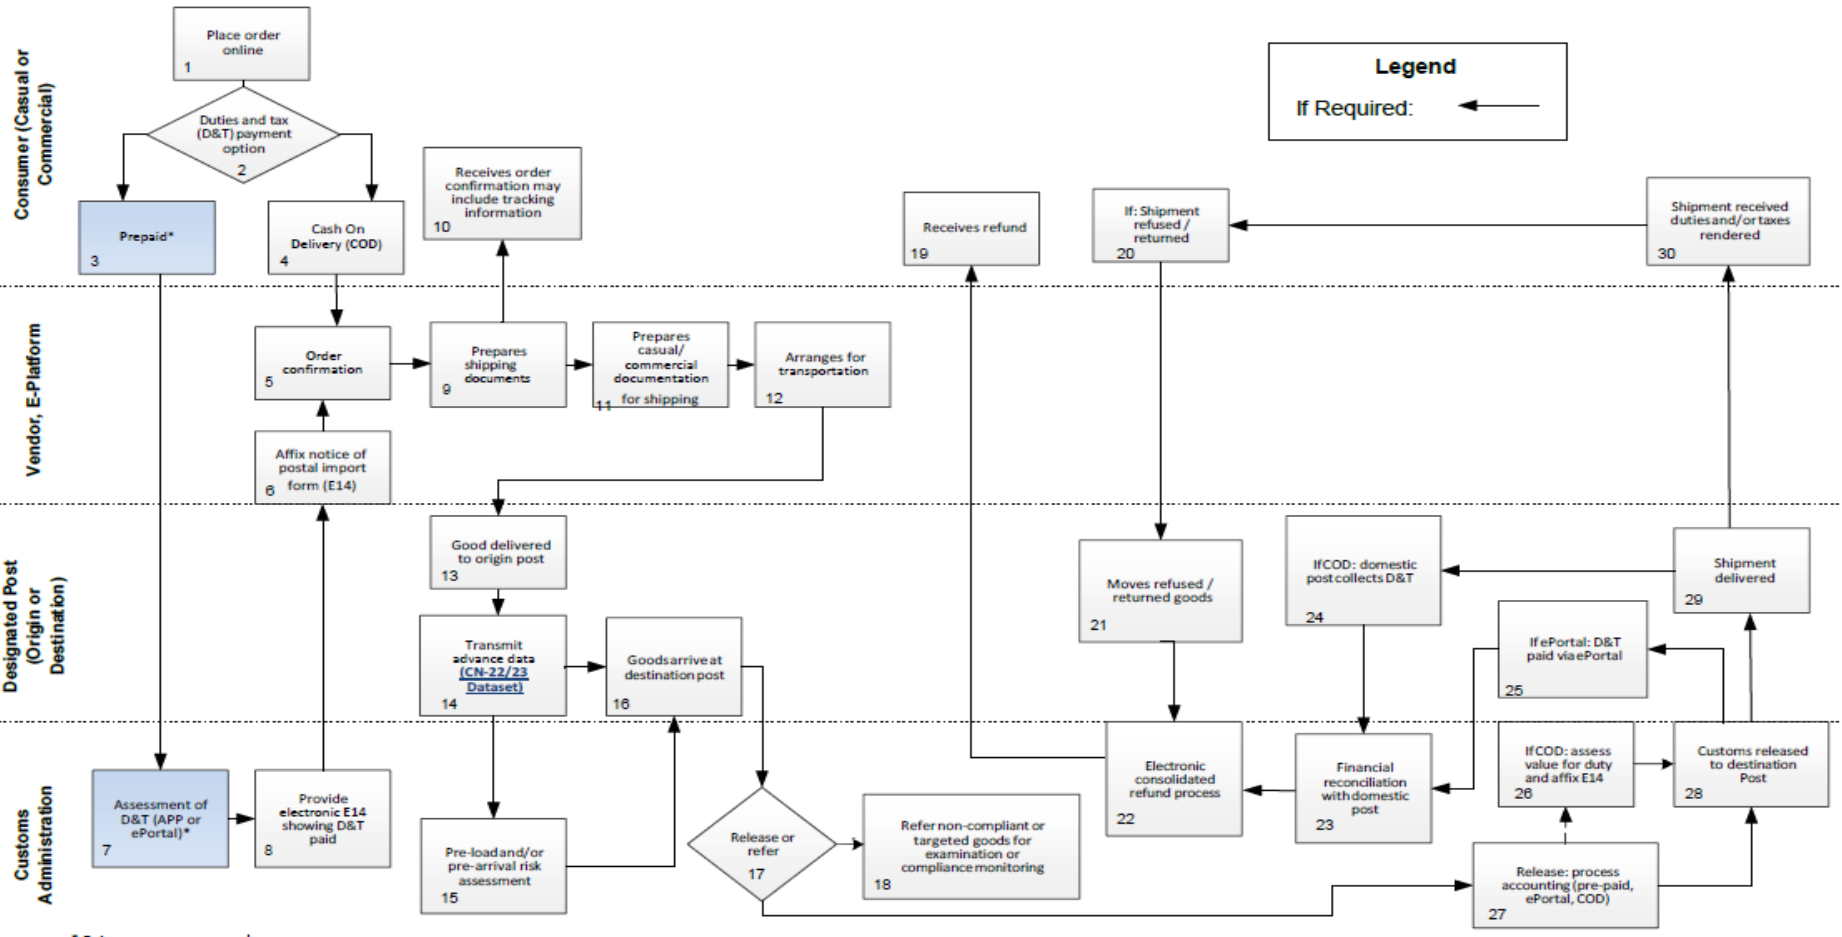 Consumer (Casual or
Commercial)
Place order
online
1
Duties and tax
(D&T) payment
option
2
Prepaid*
3
Cash On
Delivery (COD)
4
Receives order
confirmation may
include tracking
information
10
Receives refund
19
If: Shipment
refused /
returned
20
Legend
If Required:
Shipment received
duties and/or taxes
rendered
30
Vendor, E-Platform
Order
confirmation
5
Affix notice of
postal import
form (E14)
6
Prepares
shipping
documents
9
Prepares
casual/
commercial
documentation
for shipping
11
Arranges for
transportation
12
Designated Post
(Origin or
Destination)
Good delivered
to origin post
13
Transmit
advance data
(CN-22/23
Dataset)
14
Goods arrive at
destination post
16
Moves refused /
returned goods
21
If COD: domestic
post collects D&T
24
If ePortal: D&T
paid via ePortal
25
Shipment
delivered
29
Customs
Administration
Assessment of
D&T (APP or
ePortal)*
7
Provide
electronic E14
showing D&T
paid
8
Pre-load and/or
pre-arrival risk
assessment
15
Release or
refer
17
Refer non-compliant or
targeted goods for
examination or
compliance monitoring
18
Electronic
consolidated
refund process
22
Financial
reconciliation
with domestic
post
23
If COD: assess
value for duty
and affix E14
26
Release: process
accounting (pre-paid,
ePortal, COD)
27
Customs released
to destination
Post
28